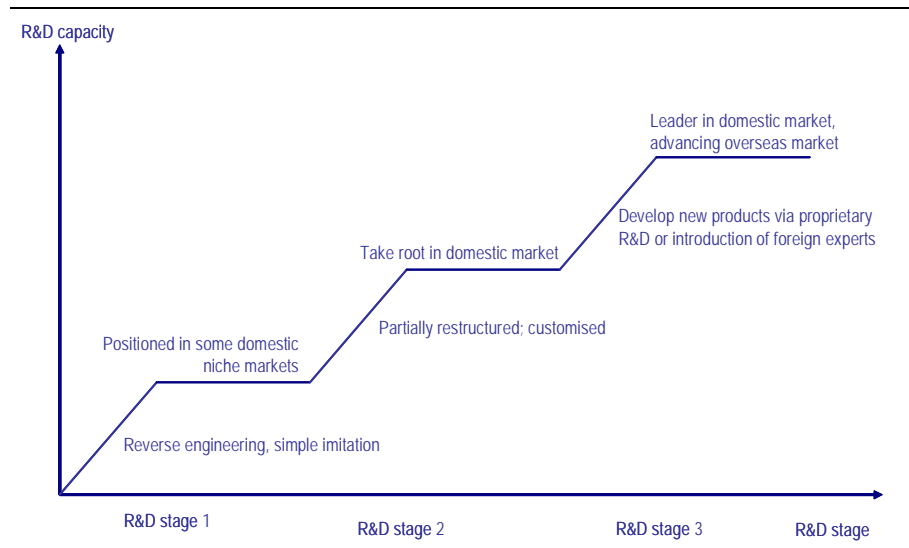 R&D capacity
Leader in domestic market,
advancing overseas market
Develop new products via proprietary
R&D or introduction of foreign experts
Take root in domestic market
Partially restructured; customised
Positioned in some domestic
niche markets
Reverse engineering, simple imitation
R&D stage 1
R&D stage 2
R&D stage 3
R&D stage